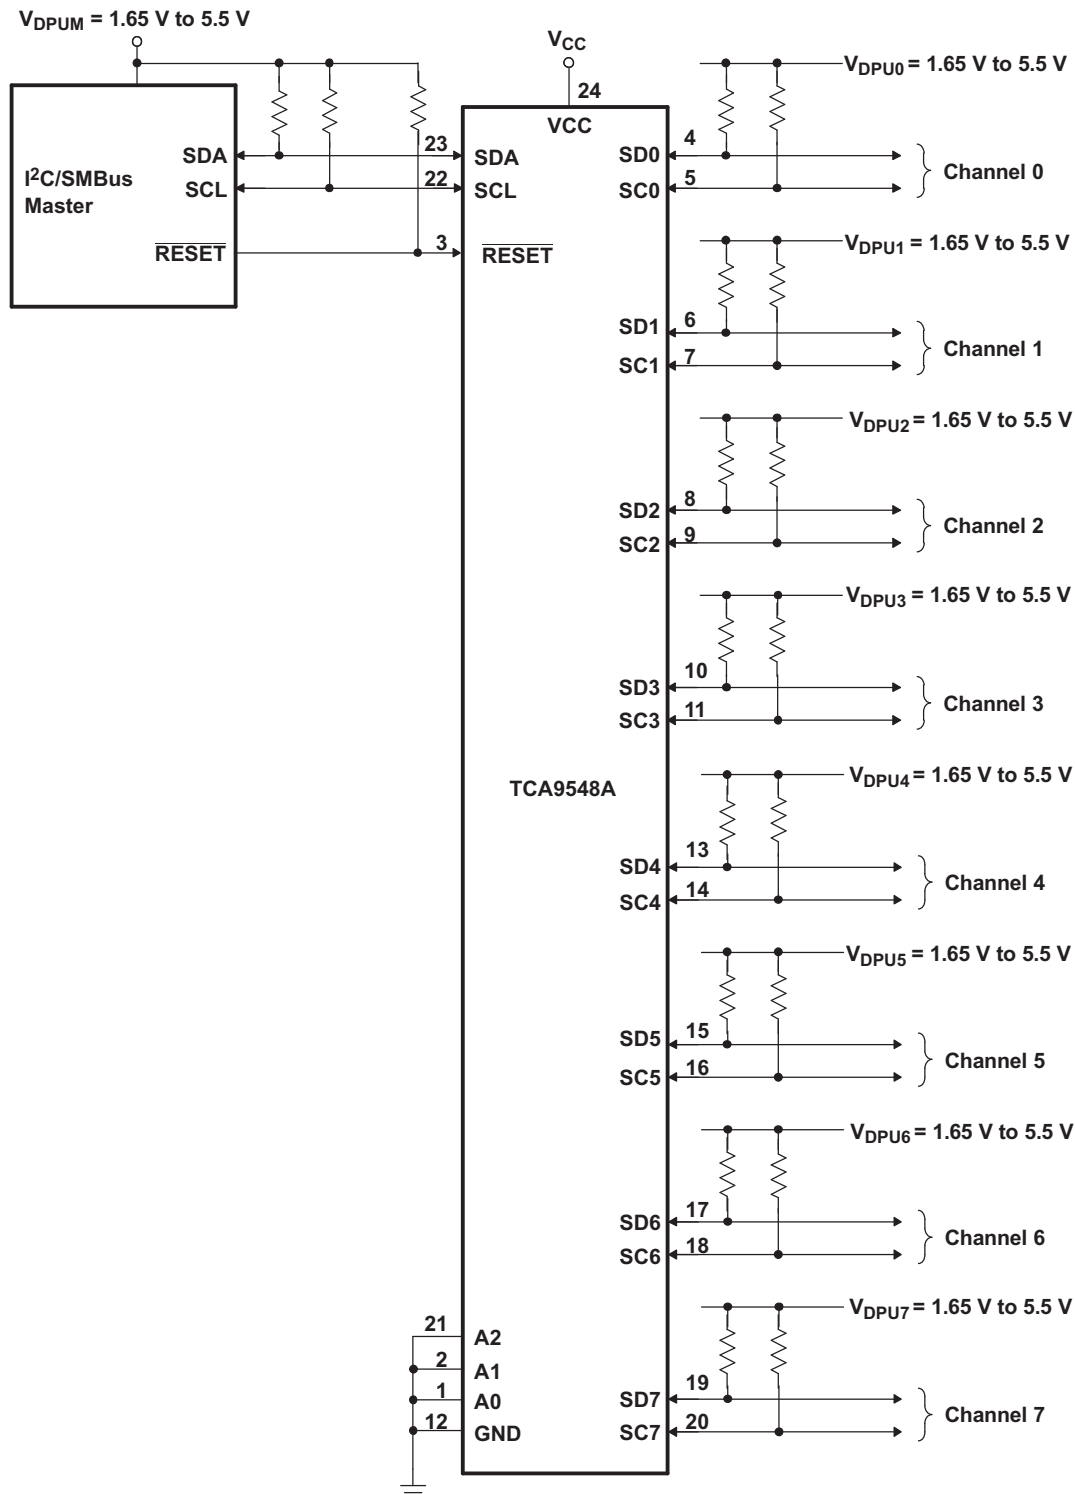 VDPUM = 1.65 V to 5.5 V
VCC
24
VCC
I2C/SMBus
Master
SDA
SCL
RESET
23
22
3
SDA
SCL
RESET
TCA9548A
21
2
1
12
A2
A1
A0
GND
VDPU0 = 1.65 V to 5.5 V
SD0
4
SC0
5
Channel 0
VDPU1 = 1.65 V to 5.5 V
SD1
6
SC1
7
Channel 1
VDPU2 = 1.65 V to 5.5 V
SD2
8
SC2
9
Channel 2
VDPU3 = 1.65 V to 5.5 V
SD3
10
SC3
11
Channel 3
VDPU4 = 1.65 V to 5.5 V
SD4
13
SC4
14
Channel 4
VDPU5 = 1.65 V to 5.5 V
SD5
15
SC5
16
Channel 5
VDPU6 = 1.65 V to 5.5 V
SD6
17
SC6
18
Channel 6
VDPU7 = 1.65 V to 5.5 V
SD7
19
SC7
20
Channel 7